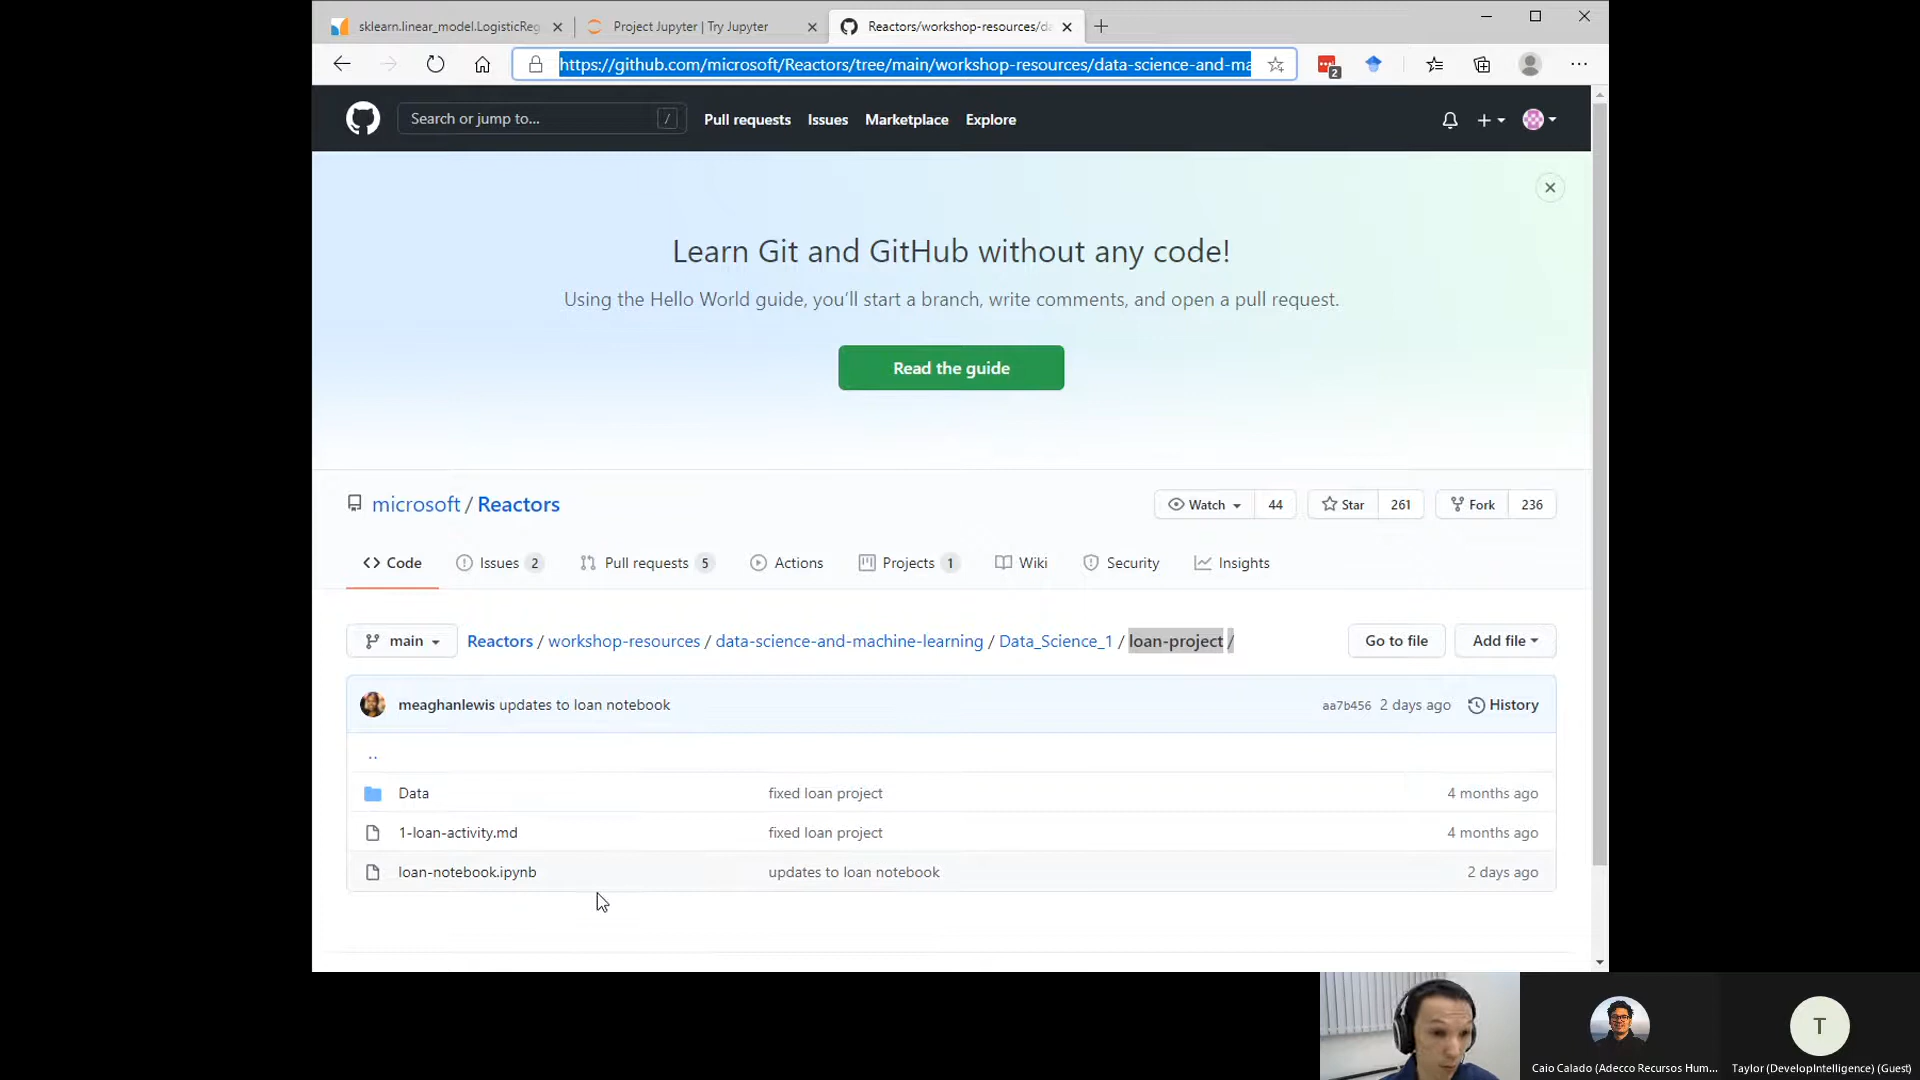 sklearn.linear_model.LogisticReg
Project Jupyter | Try Jupyter
Reactors/workshop-resources/da
https://github.com/microsoft/Reactors/tree/main/workshop-resources/data-science-and-ma
2
Search or jump to...
/
Pull requests
Issues
Marketplace
Explore
Learn Git and GitHub without any code!
Using the Hello World guide, you’ll start a branch, write comments, and open a pull request.
Read the guide
microsoft / Reactors
Watch
44
Star
261
Fork
236
Code
Issues 2
Pull requests 5
Actions
Projects 1
Wiki
Security
Insights
main
Reactors / workshop-resources / data-science-and-machine-learning / Data_Science_1 / loan-project /
Go to file
Add file
meaghanlewis updates to loan notebook
aa7b456 2 days ago
History
..
Data
fixed loan project
4 months ago
1-loan-activity.md
fixed loan project
4 months ago
loan-notebook.ipynb
updates to loan notebook
2 days ago
T
Caio Calado (Adecco Recursos Hum...
Taylor (DevelopIntelligence) (Guest)